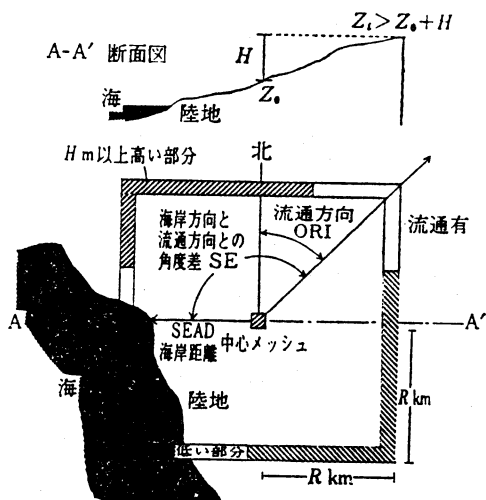 Zᵢ>Z₀+H
A-A′ 断面図
H
海
陸地
Z₀
北
Hm以上高い部分
流通方向
ORI
流通有
海岸方向と
流通方向との
角度差 SE
A
A′
SEAD
海岸距離
中心メッシュ
海
陸地
R km
低い部分
R km